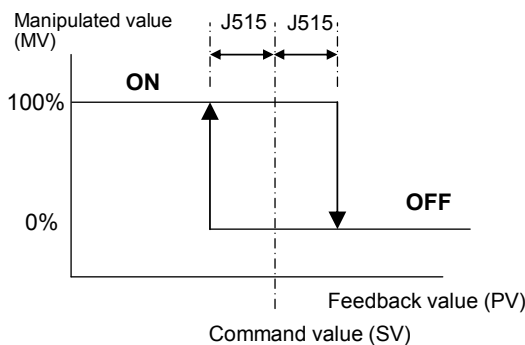 Manipulated value
(MV)
J515 J515
ON
100%
OFF
0%
Feedback value (PV)
Command value (SV)